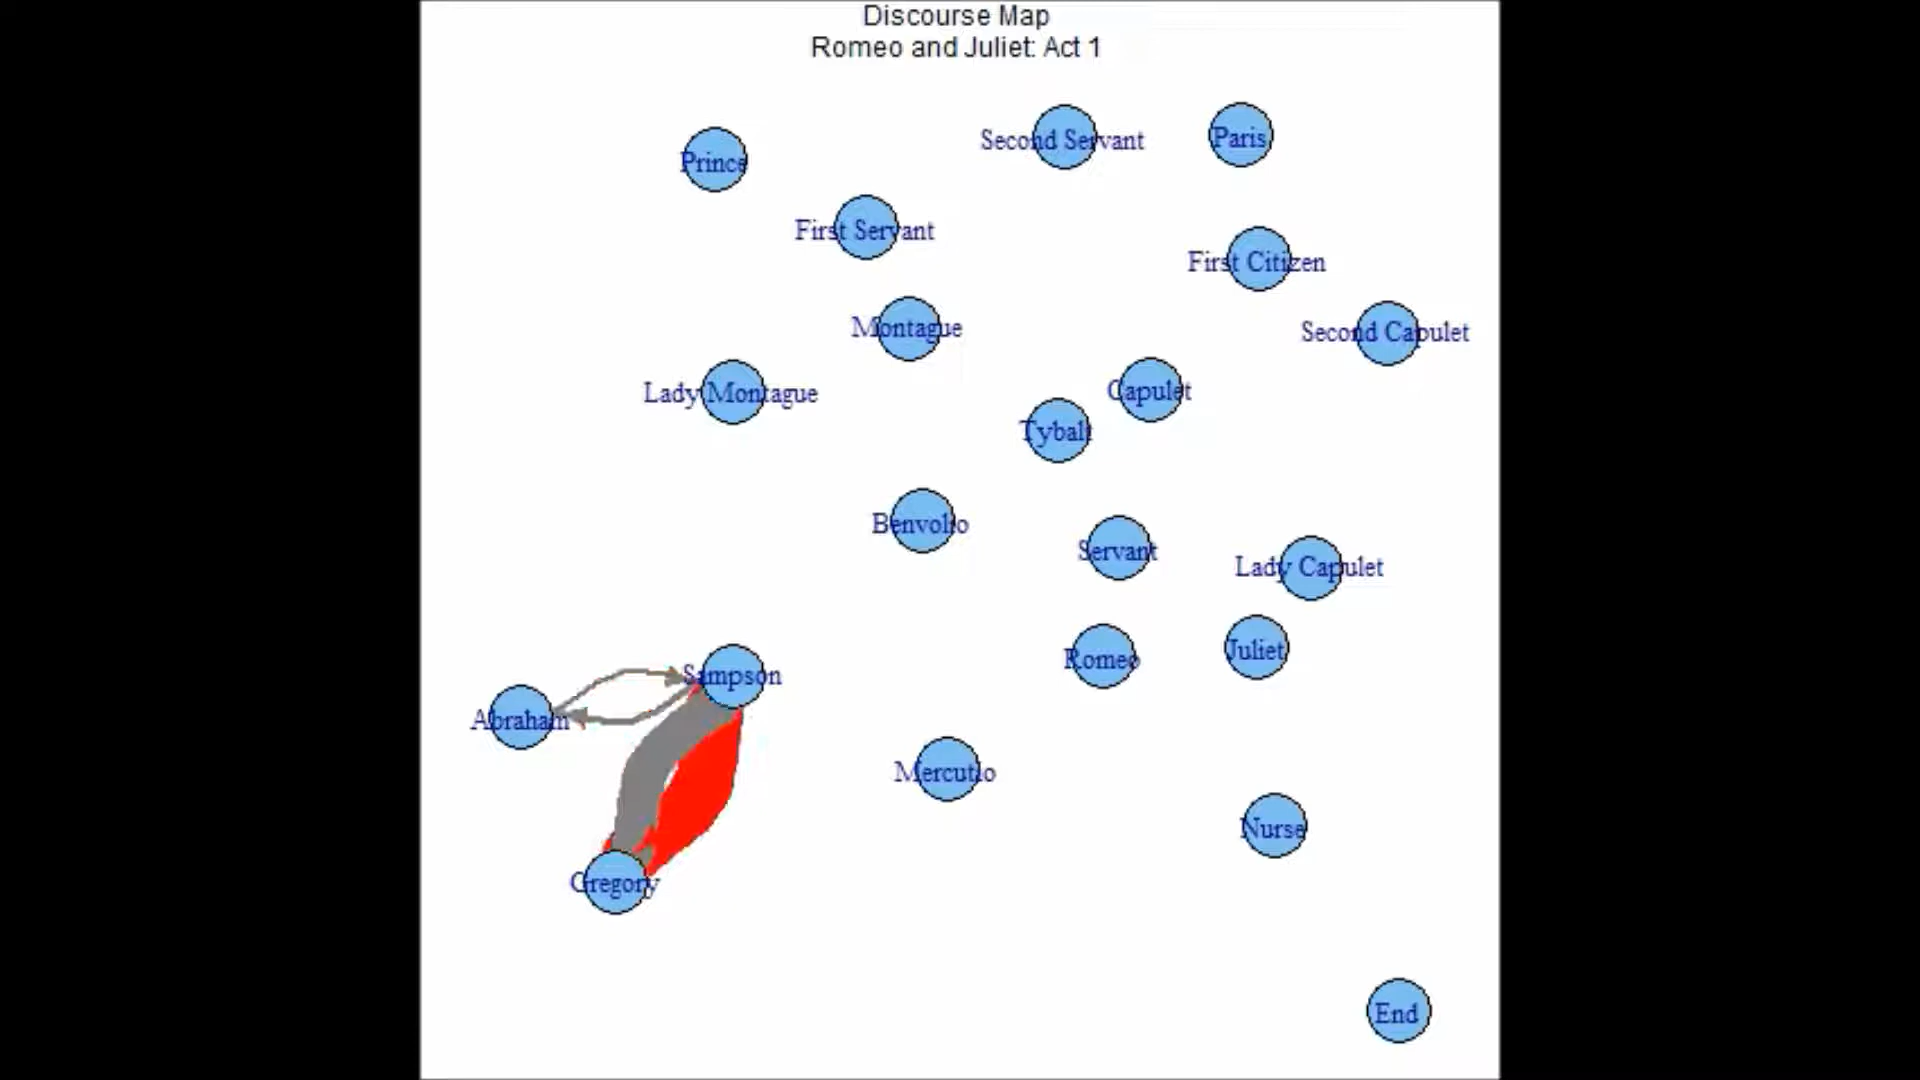 Discourse Map
Romeo and Juliet: Act 1
Second Servant
Paris
Prince
First Servant
First Citizen
Montague
Second Capulet
Lady Montague
Capulet
Tybalt
Benvolio
Servant
Lady Capulet
Romeo
Juliet
Sampson
Abraham
Mercutio
Nurse
Gregory
End